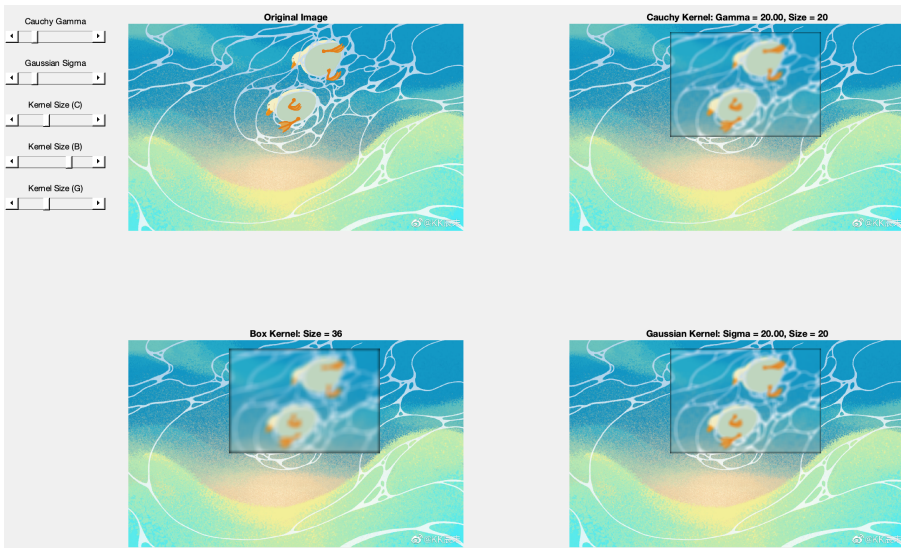 Cauchy Gamma
Gaussian Sigma
Kernel Size (C)
Kernel Size (B)
Kernel Size (G)
Original Image
Cauchy Kernel: Gamma = 20.00, Size = 20
Box Kernel: Size = 36
Gaussian Kernel: Sigma = 20.00, Size = 20